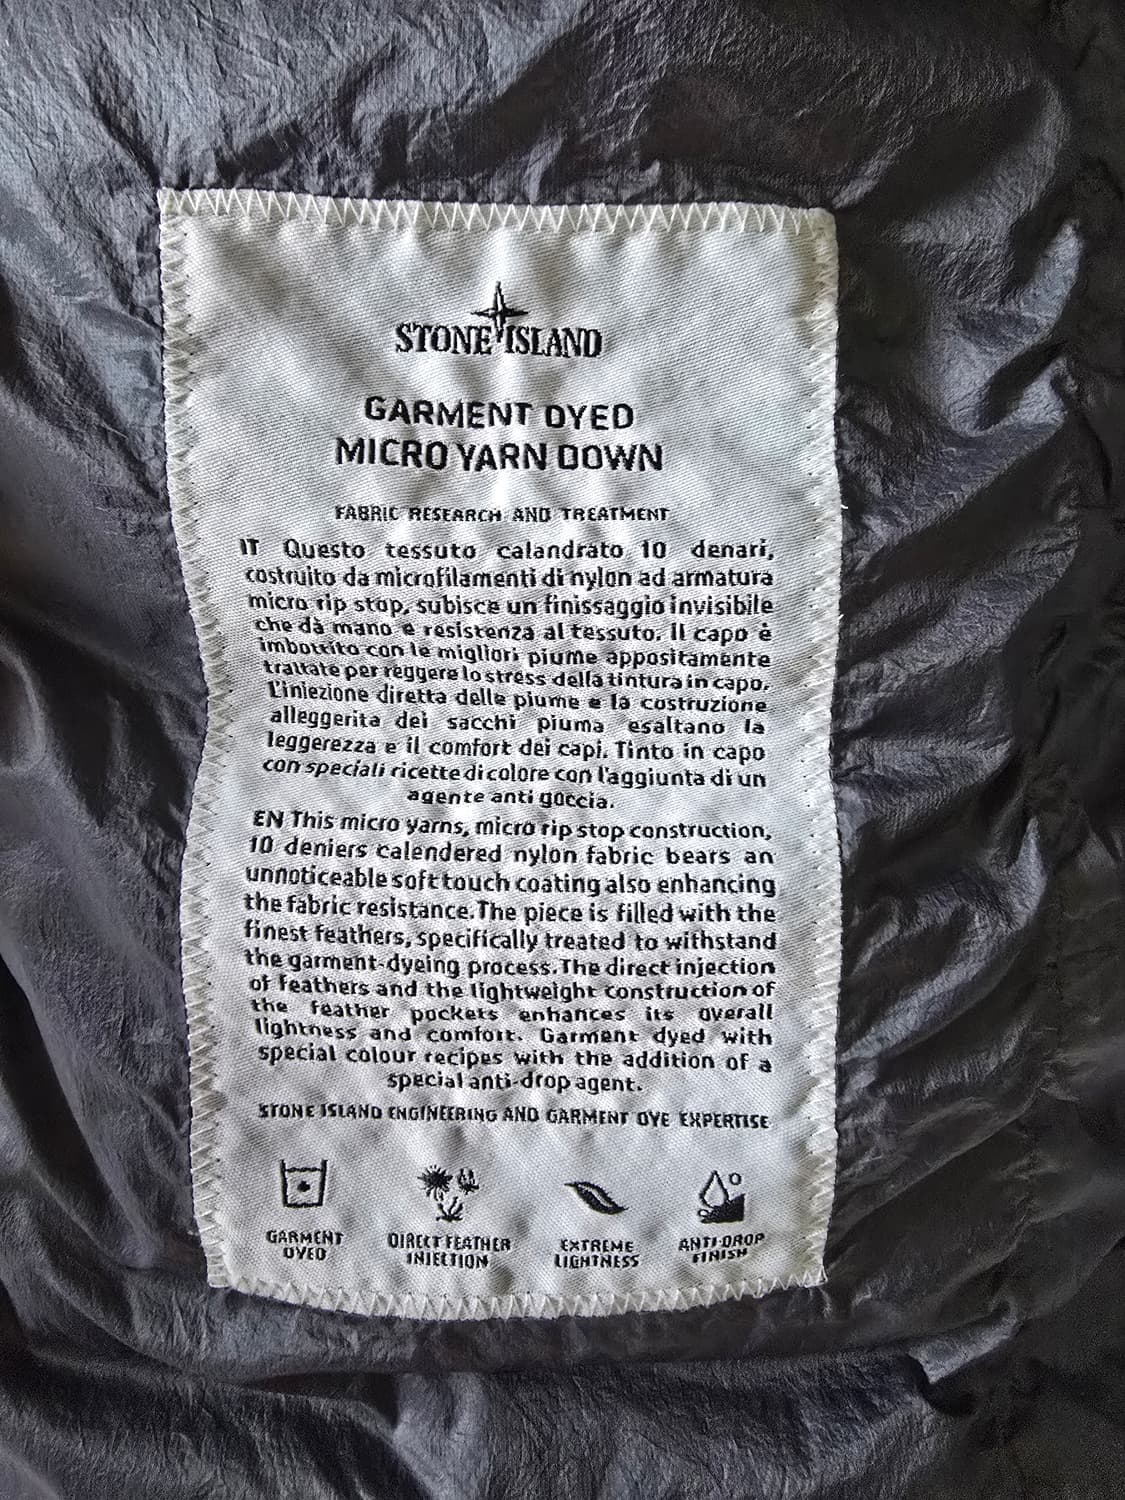 STONE ISLAND
GARMENT DYED
MICRO YARN DOWN
FABRIC RESEARCH AND TREATMENT
IT Questo tessuto calandrato 10 denari,
costruito da microfilamenti di nylon ad armatura
micro rip stop, subisce un finissaggio invisibile
che dà mano e resistenza al tessuto. Il capo è
imbottito con le migliori piume appositamente
trattate per reggere lo stress della tintura in capo.
L'iniezione diretta delle piume e la costruzione
alleggerita dei sacchi piuma esaltano la
leggerezza e il comfort dei capi. Tinto in capo
con speciali ricette di colore con l'aggiunta di un
agente anti goccia.
EN This micro yarns, micro rip stop construction,
10 deniers calendered nylon fabric bears an
unnoticeable soft touch coating also enhancing
the fabric resistance. The piece is filled with the
finest feathers, specifically treated to withstand
the garment-dyeing process. The direct injection
of feathers and the lightweight construction of
the feather pockets enhances its overall
lightness and comfort. Garment dyed with
special colour recipes with the addition of a
special anti-drop agent.
STONE ISLAND ENGINEERING AND GARMENT DYE EXPERTISE
GARMENT
DYED
DIRECT FEATHER
INJECTION
EXTREME
LIGHTNESS
ANTI-DROP
FINISH